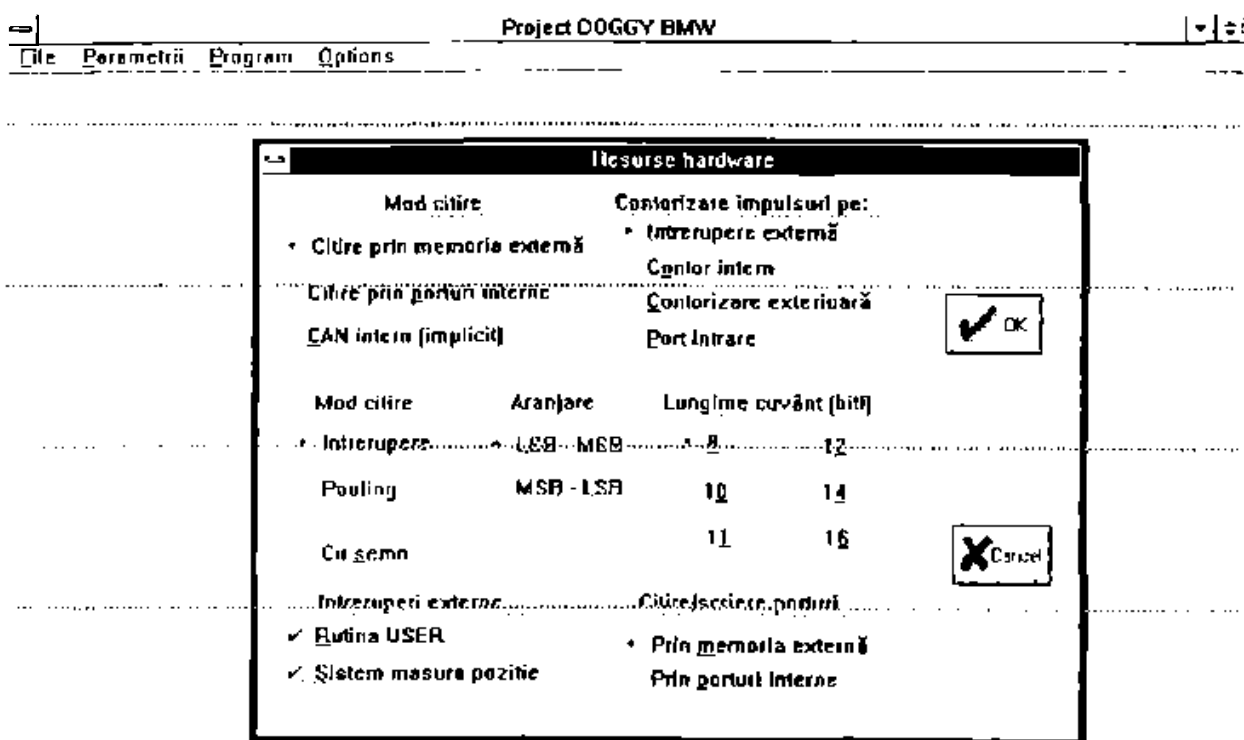 Project DOGGY BMW
File Parametrii Program Options
Resurse hardware
Mod citire Contorizare impulsuri pe:
Citire prin memoria externă Intrerupere externă
Contor intern
Citire prin porturi interne Contorizare exterioară
CAN intern (implicit) Port Intrare
OK
Mod citire Aranjare Lungime cuvânt (biti)
Intrerupere LSB - MSB 8 12
Pouling MSB - LSB 10 14
11 16
Cu semn
Cancel
Intreruperi externe Citire/scriere porturi
Rutina USER Prin memoria externă
Sistem masura pozitie Prin porturi interne